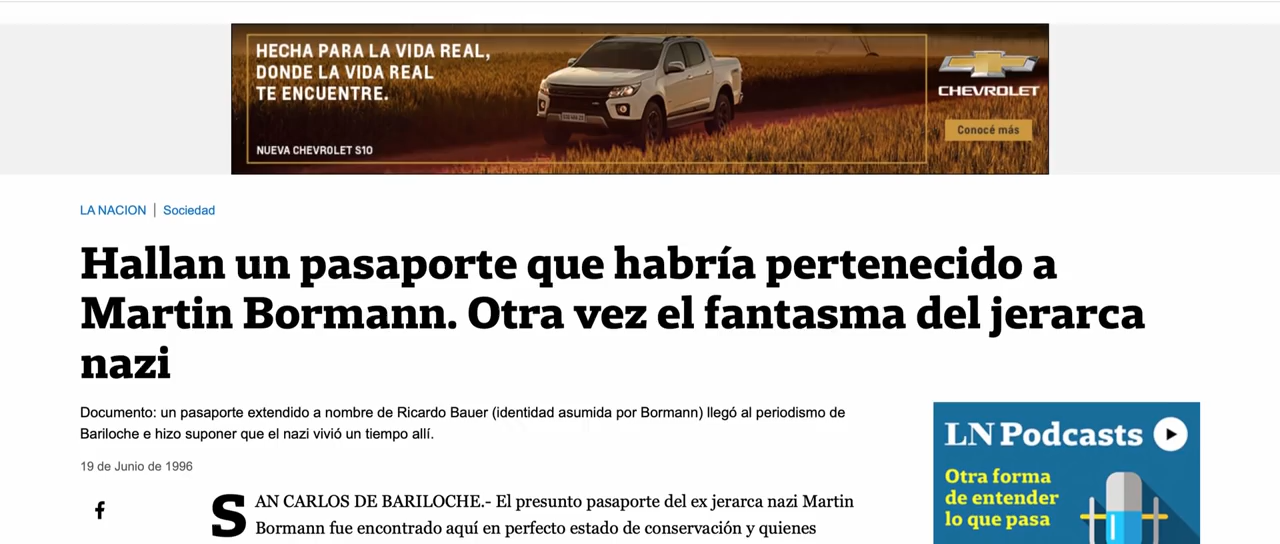 HECHA PARA LA VIDA REAL,
DONDE LA VIDA REAL
TE ENCUENTRE.
NUEVA CHEVROLET S10
CHEVROLET
Conocé más
LA NACION | Sociedad
Hallan un pasaporte que habría pertenecido a
Martin Bormann. Otra vez el fantasma del jerarca
nazi
Documento: un pasaporte extendido a nombre de Ricardo Bauer (identidad asumida por Bormann) llegó al periodismo de
Bariloche e hizo suponer que el nazi vivió un tiempo allí.
19 de Junio de 1996
SAN CARLOS DE BARILOCHE.- El presunto pasaporte del ex jerarca nazi Martin
Bormann fue encontrado aquí en perfecto estado de conservación y quienes
LN Podcasts
Otra forma
de entender
lo que pasa